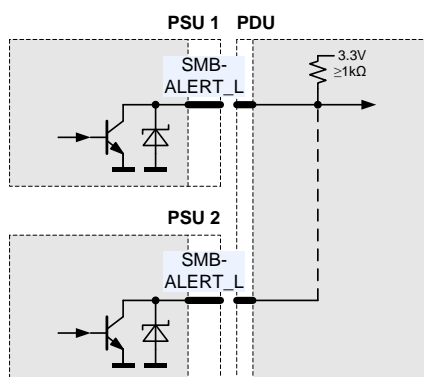 PSU 1 PDU
3.3V
≥1kΩ
SMB-
ALERT_L
PSU 2
SMB-
ALERT_L